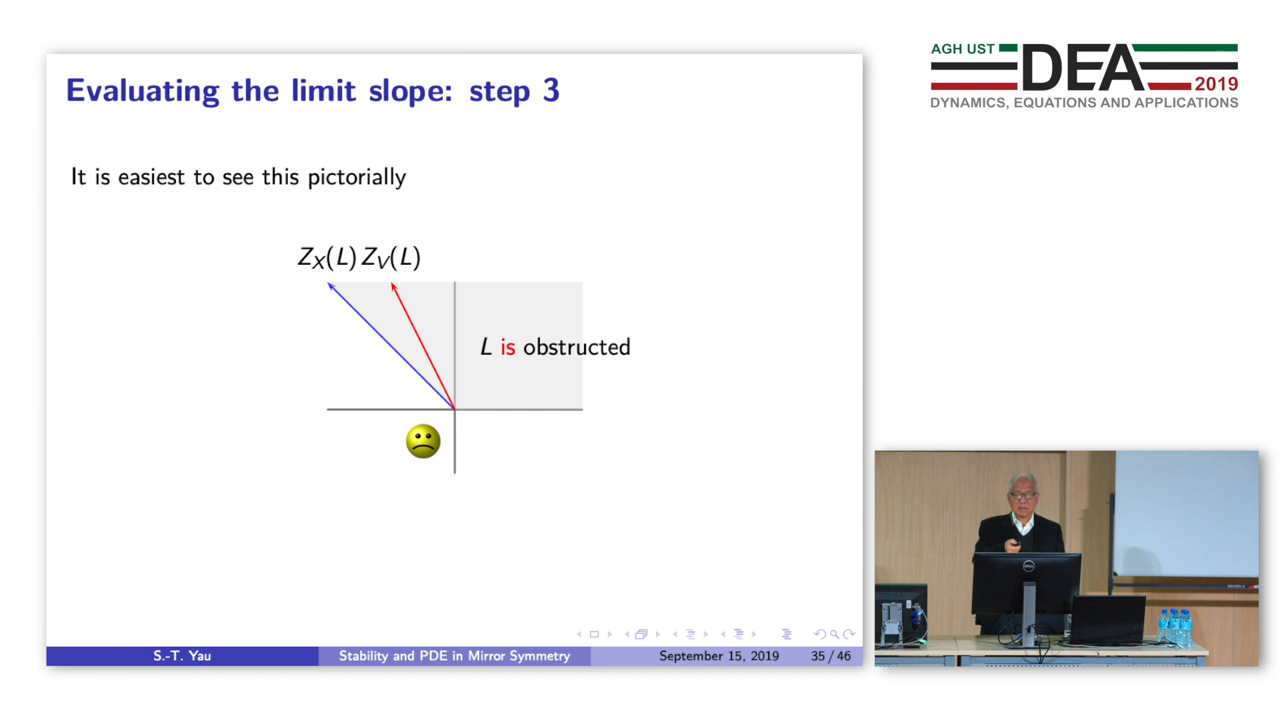 AGH UST
DEA
2019
DYNAMICS, EQUATIONS AND APPLICATIONS
Evaluating the limit slope: step 3
It is easiest to see this pictorially
Z_X(L) Z_V(L)
L is obstructed
S.-T. Yau
Stability and PDE in Mirror Symmetry
September 15, 2019
35 / 46